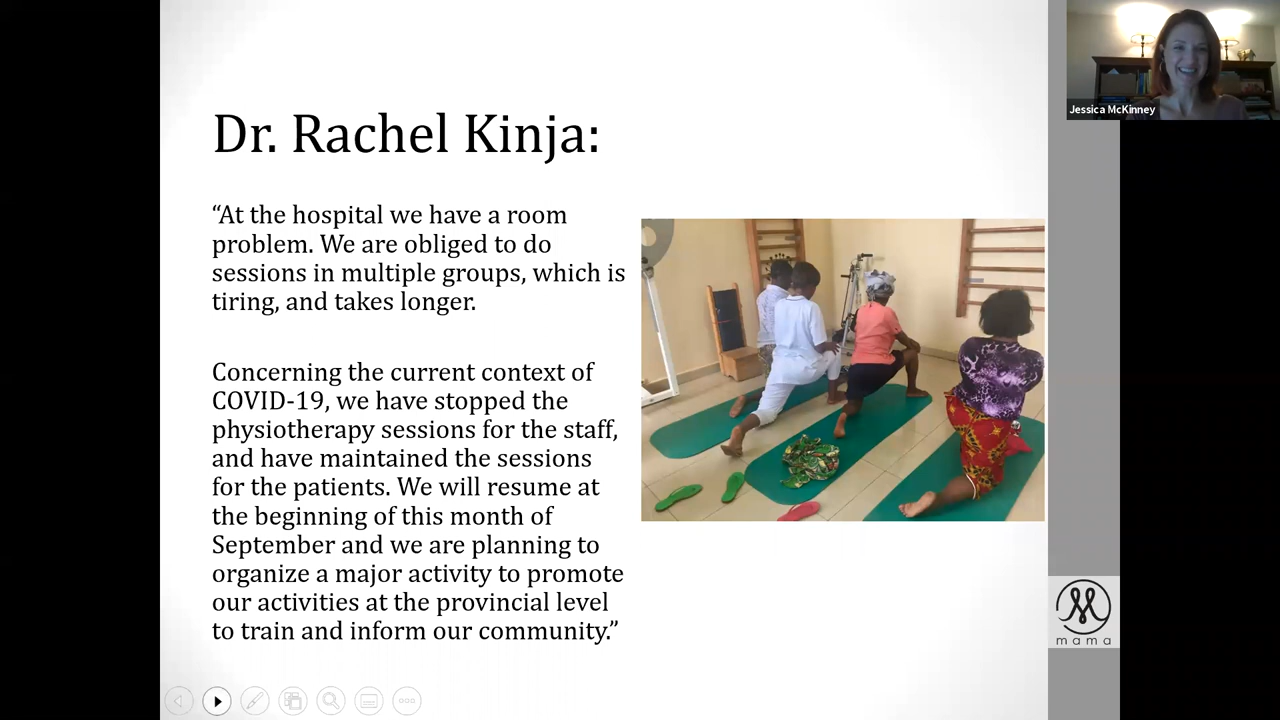 Dr. Rachel Kinja:
“At the hospital we have a room
problem. We are obliged to do
sessions in multiple groups, which is
tiring, and takes longer.
Concerning the current context of
COVID-19, we have stopped the
physiotherapy sessions for the staff,
and have maintained the sessions
for the patients. We will resume at
the beginning of this month of
September and we are planning to
organize a major activity to promote
our activities at the provincial level
to train and inform our community.”
Jessica McKinney
mama